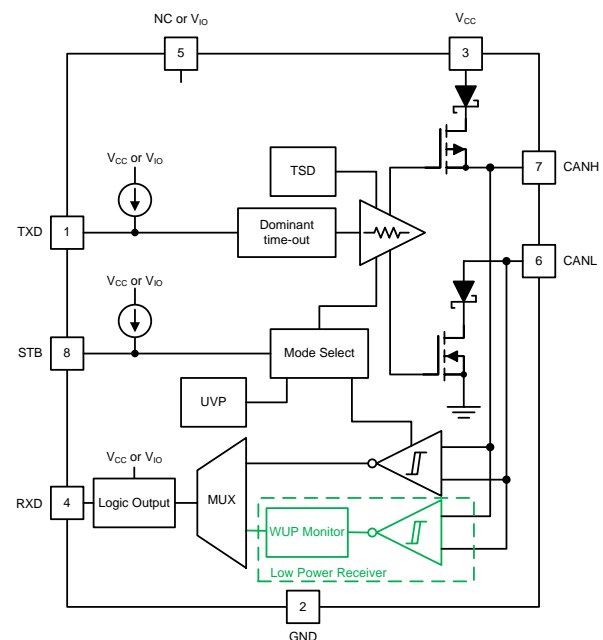 NC or VIO
VCC
5
3
VCC or VIO
TSD
7
CANH
TXD
1
Dominant
time-out
6
CANL
VCC or VIO
STB
8
Mode Select
UVP
VCC or VIO
RXD
4
Logic Output
MUX
WUP Monitor
Low Power Receiver
2
GND